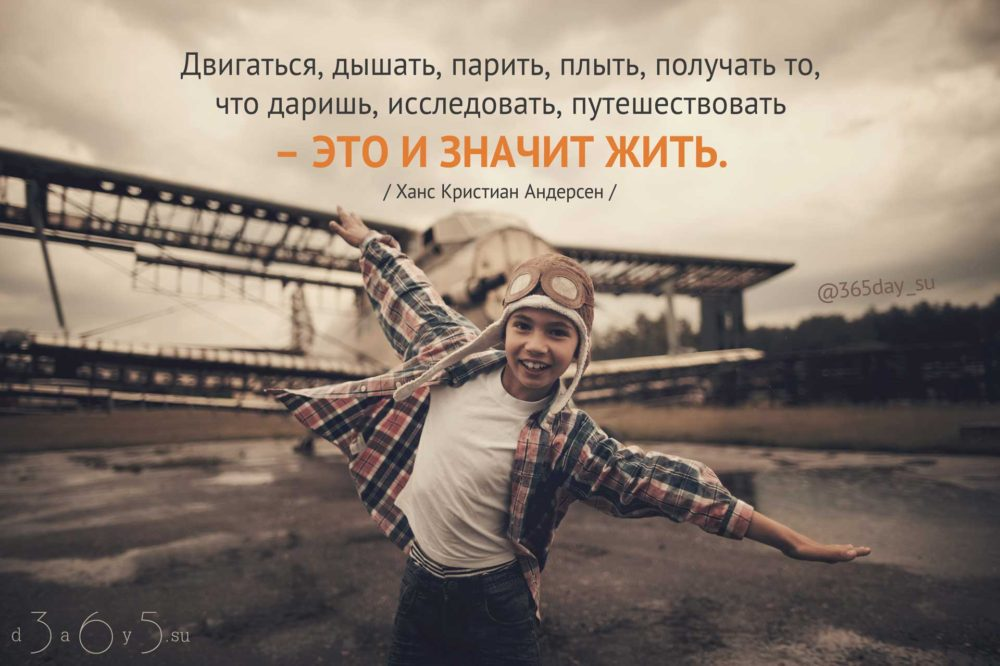 Двигаться, дышать, парить, плыть, получать то,
что даришь, исследовать, путешествовать
– ЭТО И ЗНАЧИТ ЖИТЬ.
/ Ханс Кристиан Андерсен /
@365day_su
d3a6y5.su